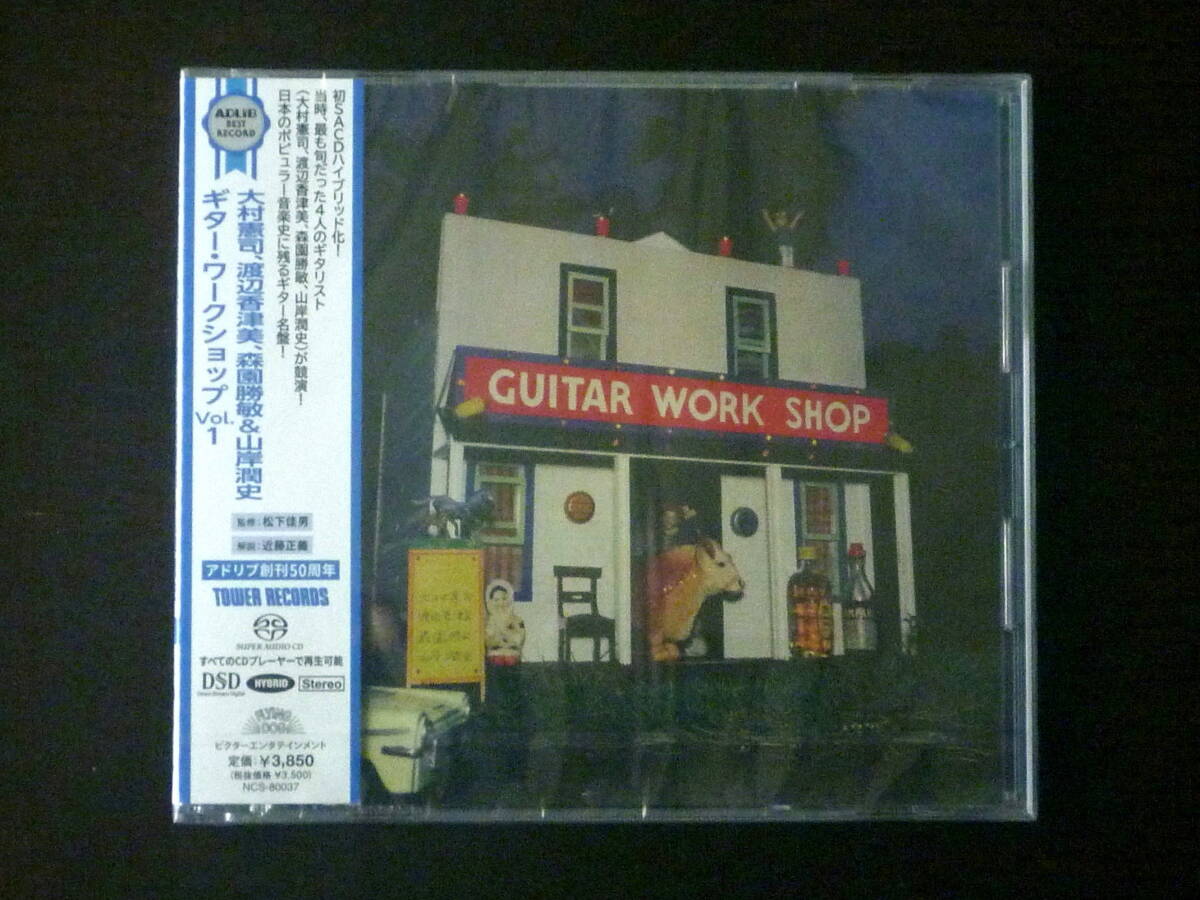 ADLiB
BEST
RECORD
初SACDハイブリッド化！
当時、最も旬だった4人のギタリスト
（大村憲司、渡辺香津美、森園勝敏、山岸潤史）が競演！
日本のポピュラー音楽史に残るギター名盤！
大村憲司、渡辺香津美、森園勝敏&山岸潤史
ギター・ワークショップ Vol.1
監修：松下佳男
解説：近藤正義
アドリブ創刊50周年
TOWER RECORDS
SUPER AUDIO CD
すべてのCDプレーヤーで再生可能
DSD
Direct Stream Digital
HYBRID
Stereo
FLYING
DOG
ビクターエンタテインメント
定価：¥3,850
（税抜価格 ¥3,500）
NCS-80037
GUITAR WORK SHOP